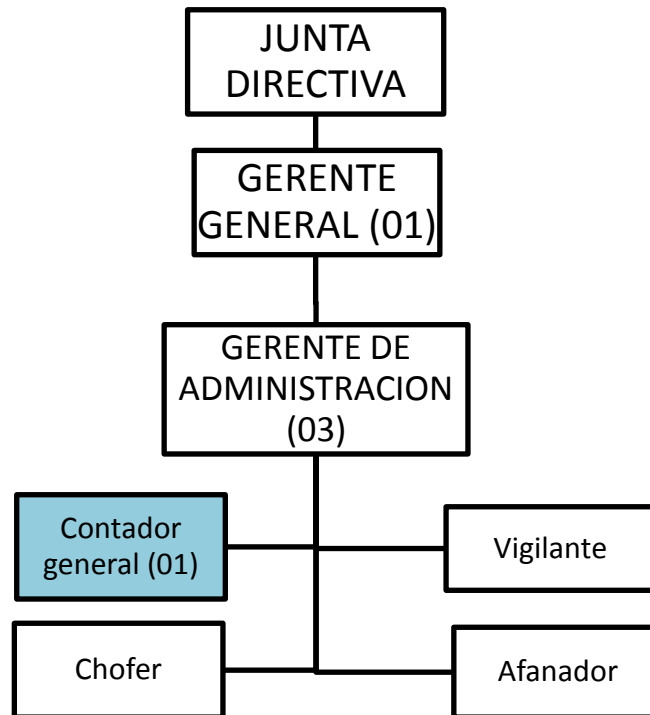 JUNTA
DIRECTIVA
GERENTE
GENERAL (01)
GERENTE DE
ADMINISTRACION
(03)
Contador
general (01)
Vigilante
Chofer
Afanador